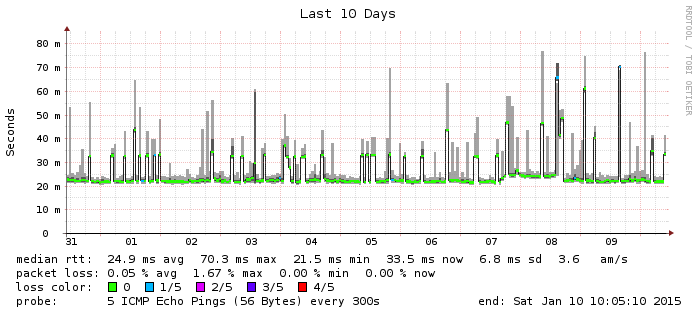 Last 10 Days
RRDTOOL / TOBI OETIKER
Seconds
80 m
70 m
60 m
50 m
40 m
30 m
20 m
10 m
0
31 01 02 03 04 05 06 07 08 09
median rtt: 24.9 ms avg 70.3 ms max 21.5 ms min 33.5 ms now 6.8 ms sd 3.6 am/s
packet loss: 0.05 % avg 1.67 % max 0.00 % min 0.00 % now
loss color: 0 1/5 2/5 3/5 4/5
probe: 5 ICMP Echo Pings (56 Bytes) every 300s end: Sat Jan 10 10:05:10 2015